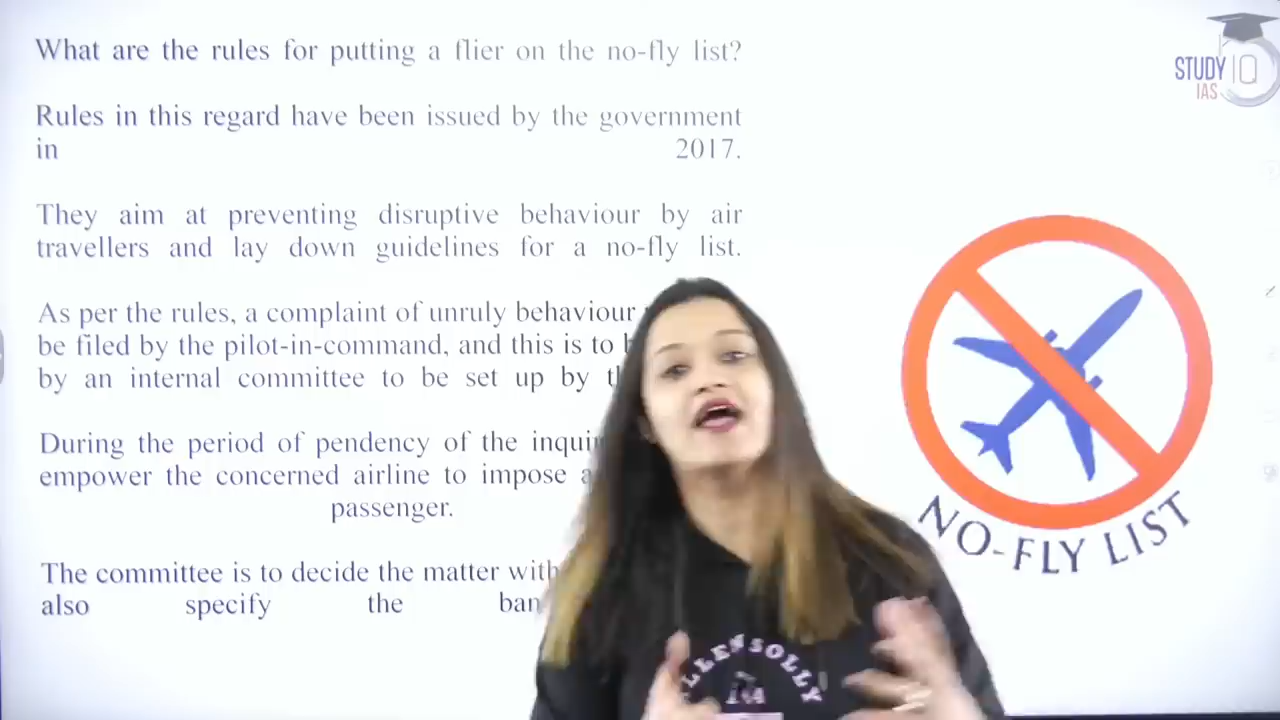 What are the rules for putting a flier on the no-fly list?
Rules in this regard have been issued by the government
in 2017.
They aim at preventing disruptive behaviour by air
travellers and lay down guidelines for a no-fly list.
As per the rules, a complaint of unruly behaviour
be filed by the pilot-in-command, and this is to
by an internal committee to be set up by
During the period of pendency of the
empower the concerned airline to impose
passenger.
The committee is to decide the matter
also specify the
STUDY IQ
IAS
NO-FLY LIST